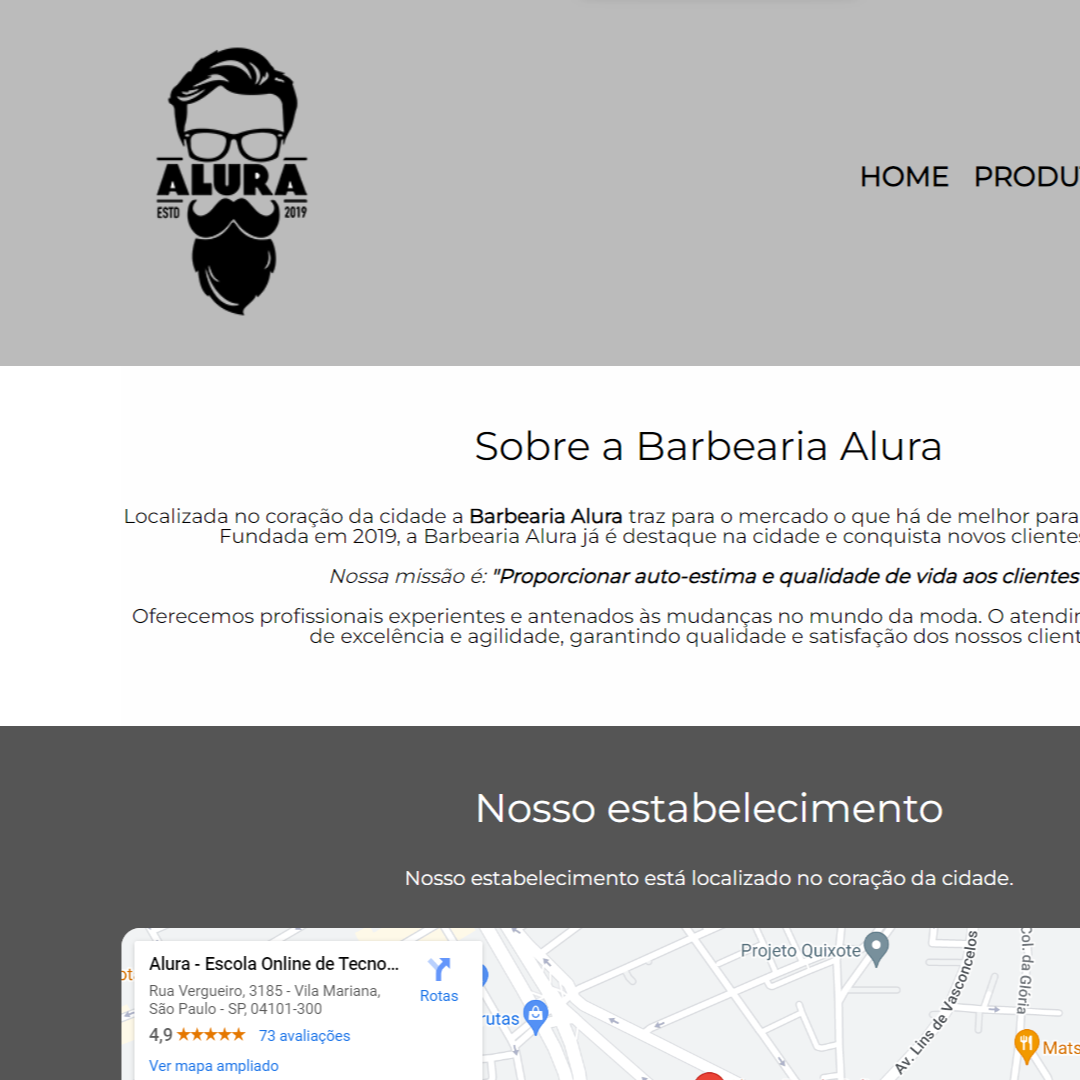 ALURA
ESTD 2019
HOME PRODU
Sobre a Barbearia Alura
Localizada no coração da cidade a Barbearia Alura traz para o mercado o que há de melhor para
Fundada em 2019, a Barbearia Alura já é destaque na cidade e conquista novos clientes
Nossa missão é: "Proporcionar auto-estima e qualidade de vida aos clientes
Oferecemos profissionais experientes e antenados às mudanças no mundo da moda. O atendi
de excelência e agilidade, garantindo qualidade e satisfação dos nossos client
Nosso estabelecimento
Nosso estabelecimento está localizado no coração da cidade.
Alura - Escola Online de Tecno...
Rua Vergueiro, 3185 - Vila Mariana,
São Paulo - SP, 04101-300
4,9 73 avaliações
Ver mapa ampliado
Rotas
rutas
Projeto Quixote
Av. Lins de Vasconcelos
Col. da Glória
Mats